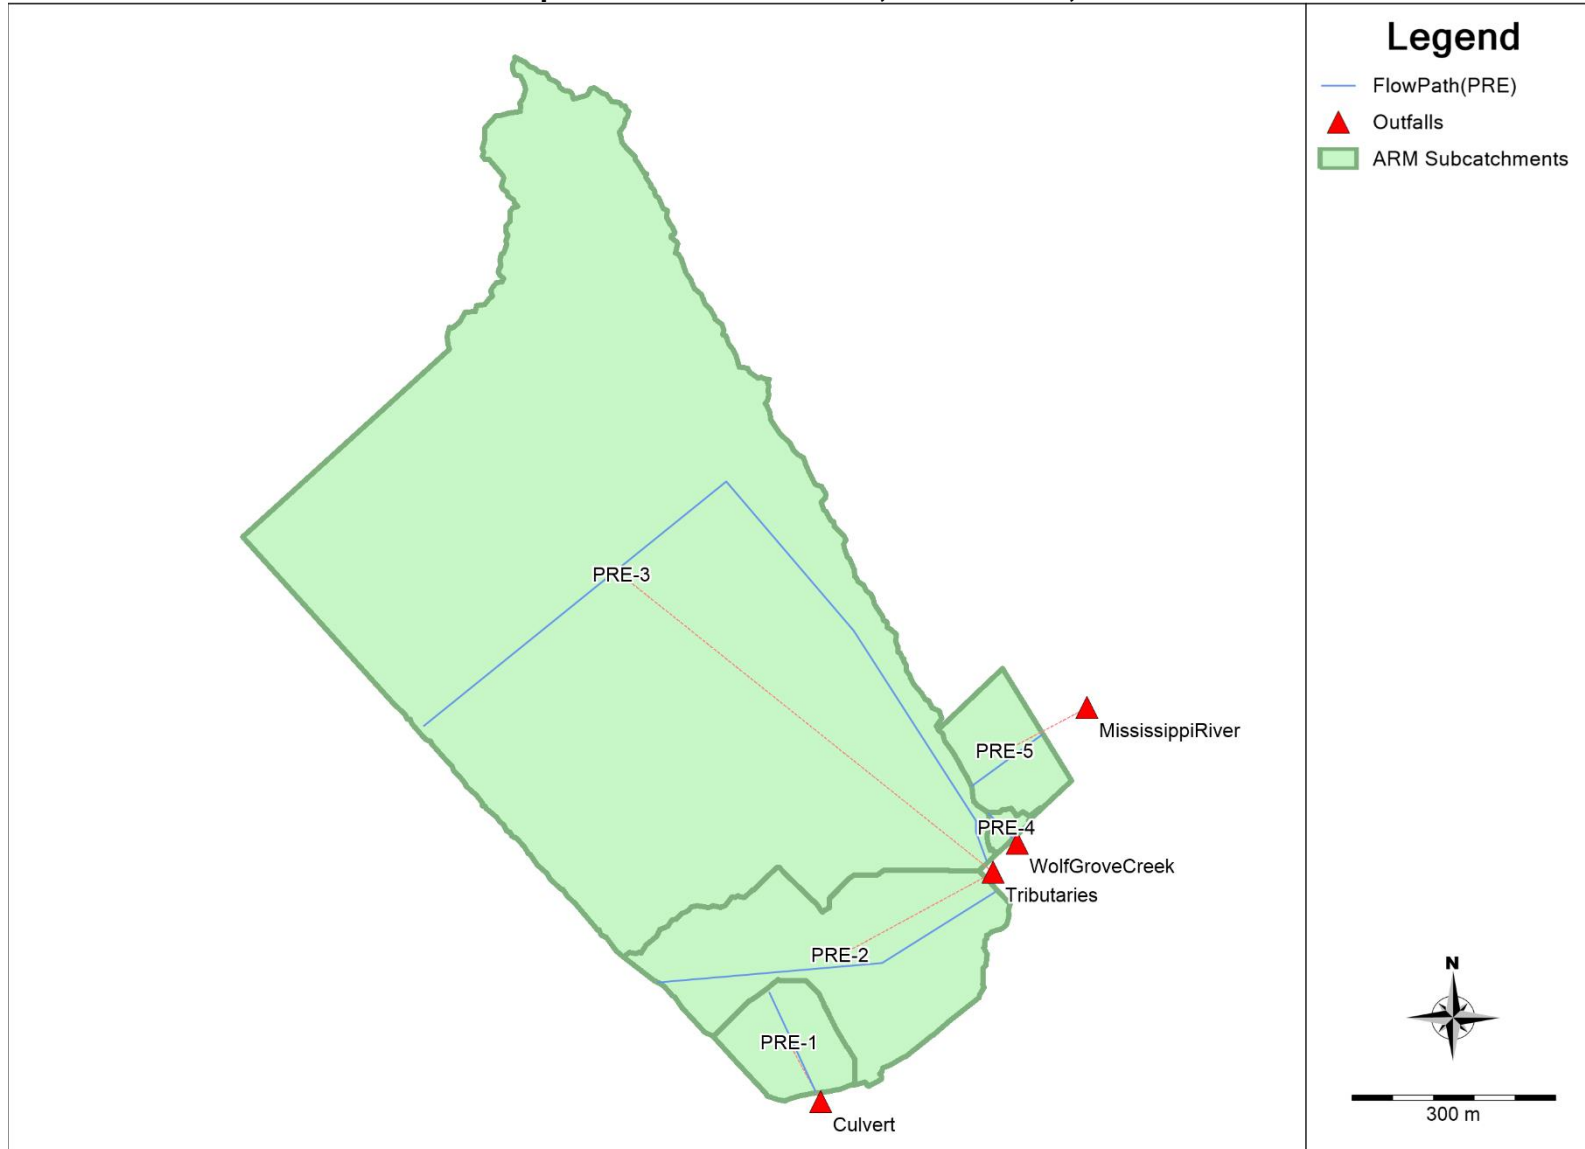 Legend
FlowPath(PRE)
Outfalls
ARM Subcatchments
PRE-3
MississippiRiver
PRE-5
PRE-4
WolfGroveCreek
Tributaries
PRE-2
PRE-1
Culvert
N
300 m